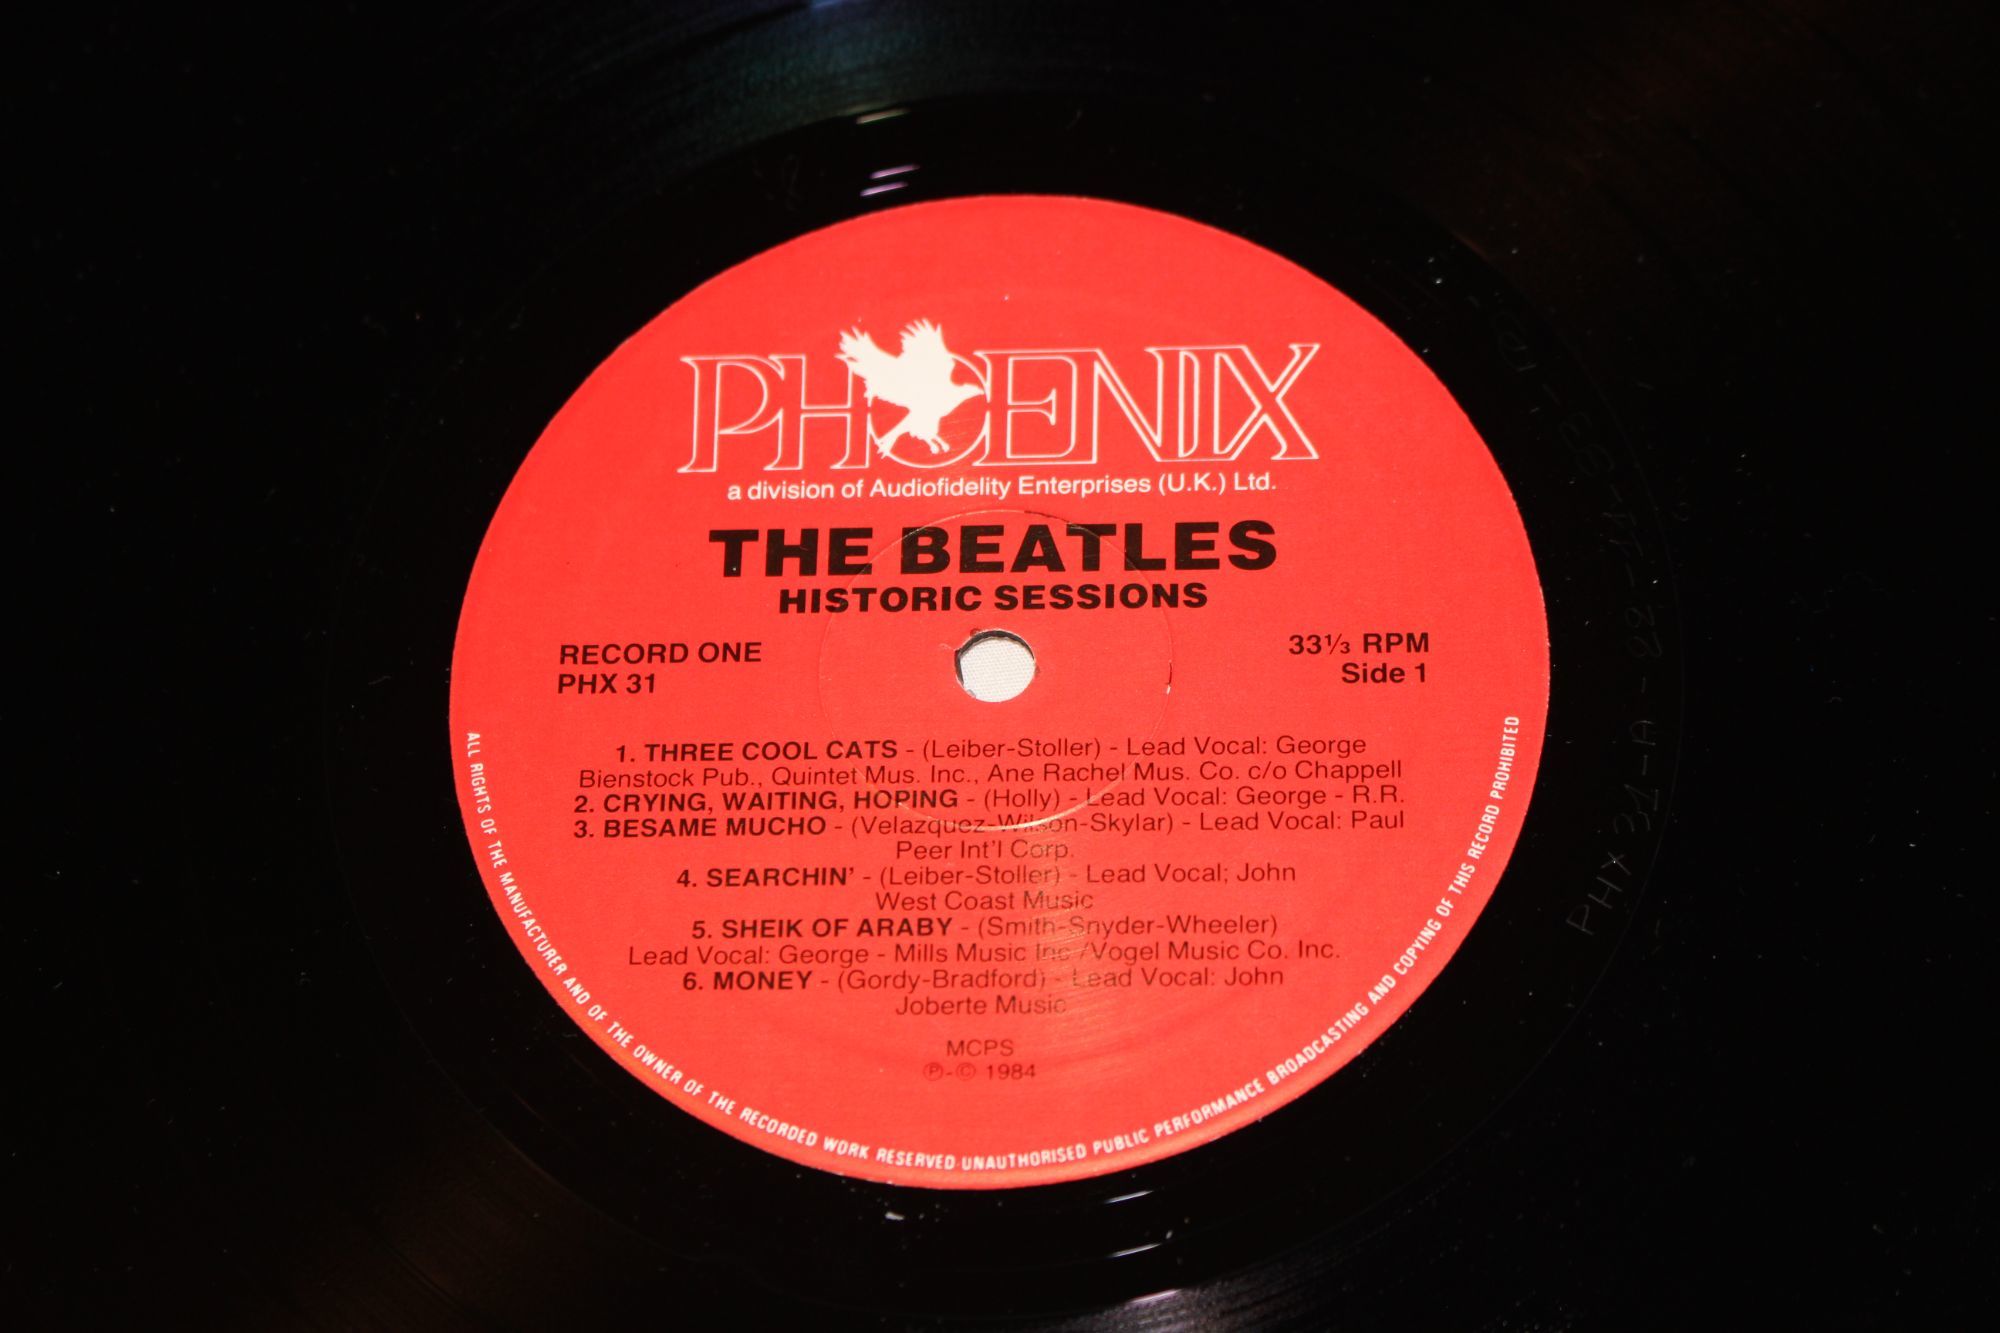 PHOENIX
a division of Audiofidelity Enterprises (U.K.) Ltd.
THE BEATLES
HISTORIC SESSIONS
RECORD ONE
PHX 31
33⅓ RPM
Side 1
1. THREE COOL CATS - (Leiber-Stoller) - Lead Vocal: George
Bienstock Pub., Quintet Mus. Inc., Ane Rachel Mus. Co. c/o Chappell
2. CRYING, WAITING, HOPING - (Holly) - Lead Vocal: George - R.R.
3. BESAME MUCHO - (Velazquez-Wilson-Skylar) - Lead Vocal: Paul
Peer Int'l Corp.
4. SEARCHIN' - (Leiber-Stoller) - Lead Vocal; John
West Coast Music
5. SHEIK OF ARABY - (Smith-Snyder-Wheeler)
Lead Vocal: George - Mills Music Inc./Vogel Music Co. Inc.
6. MONEY - (Gordy-Bradford) - Lead Vocal: John
Joberte Music
MCPS
℗-© 1984
ALL RIGHTS OF THE MANUFACTURER AND OF THE OWNER OF THE RECORDED WORK RESERVED·UNAUTHORISED PUBLIC PERFORMANCE BROADCASTING AND COPYING OF THIS RECORD PROHIBITED
PHX 31-A-22-